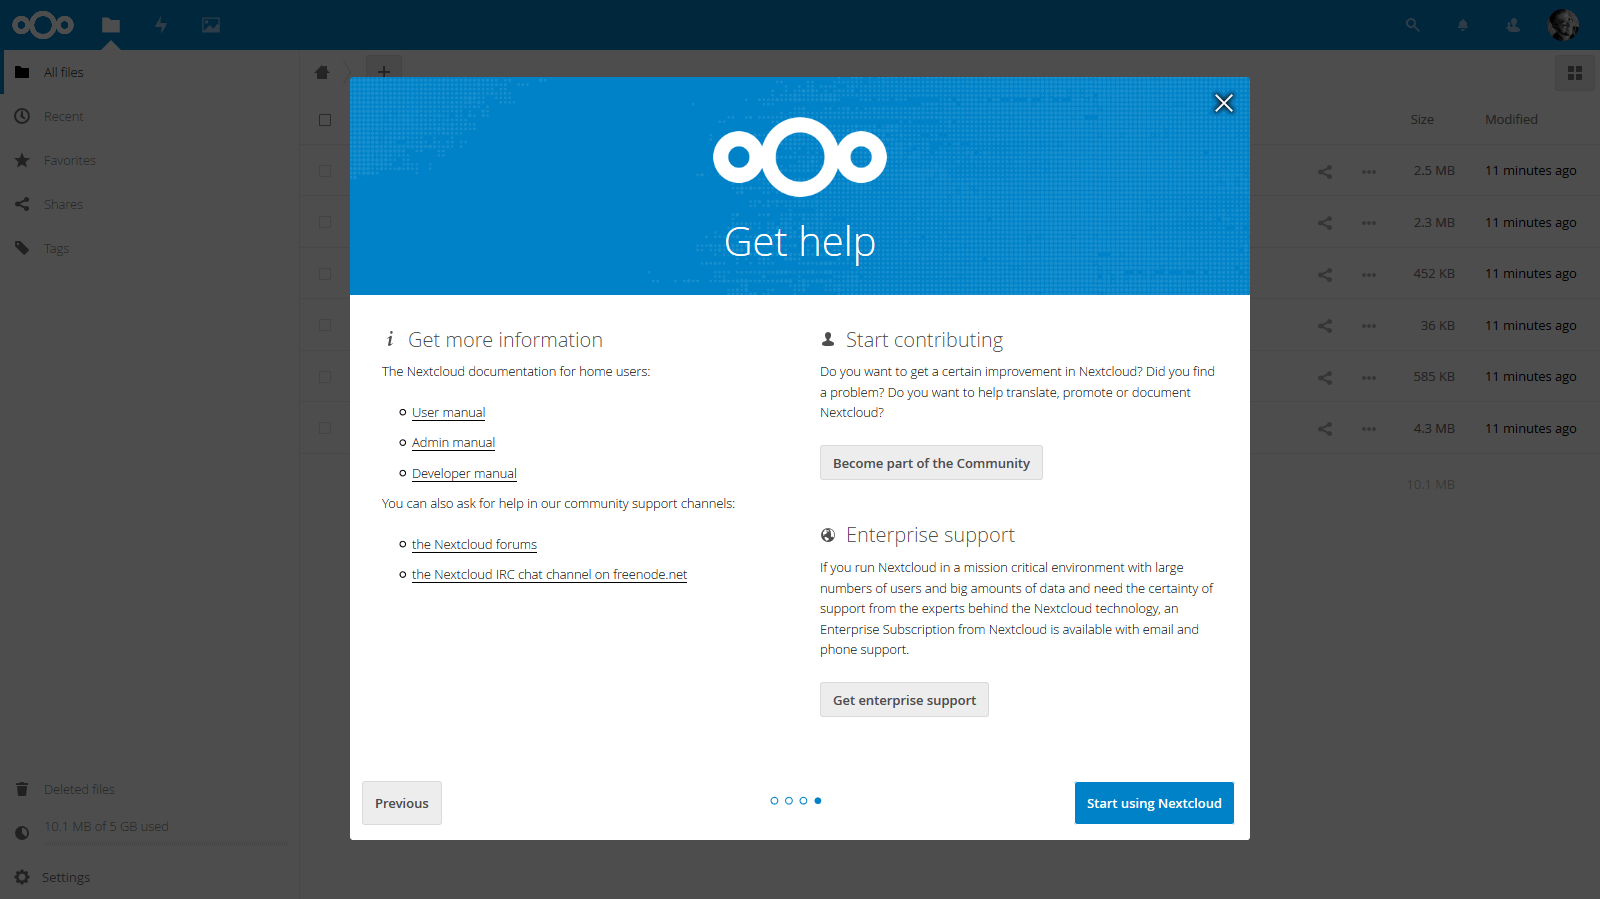 All files
Recent
Favorites
Shares
Tags
Deleted files
10.1 MB of 5 GB used
Settings
Size Modified
2.5 MB 11 minutes ago
2.3 MB 11 minutes ago
452 KB 11 minutes ago
36 KB 11 minutes ago
585 KB 11 minutes ago
4.3 MB 11 minutes ago
10.1 MB
Get help
Get more information
The Nextcloud documentation for home users:
User manual
Admin manual
Developer manual
You can also ask for help in our community support channels:
the Nextcloud forums
the Nextcloud IRC chat channel on freenode.net
Start contributing
Do you want to get a certain improvement in Nextcloud? Did you find
a problem? Do you want to help translate, promote or document
Nextcloud?
Become part of the Community
Enterprise support
If you run Nextcloud in a mission critical environment with large
numbers of users and big amounts of data and need the certainty of
support from the experts behind the Nextcloud technology, an
Enterprise Subscription from Nextcloud is available with email and
phone support.
Get enterprise support
Previous
Start using Nextcloud